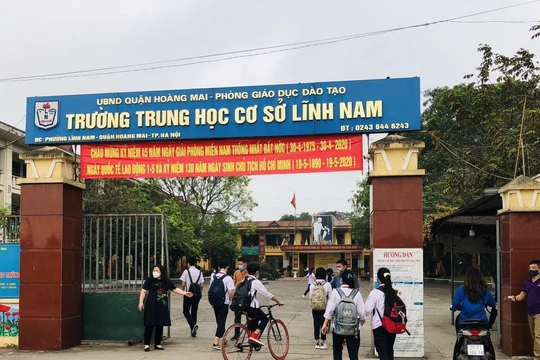 UBND QUẬN HOÀNG MAI - PHÒNG GIÁO DỤC ĐÀO TẠO
TRƯỜNG TRUNG HỌC CƠ SỞ LĨNH NAM
ĐC: PHƯỜNG LĨNH NAM - QUẬN HOÀNG MAI - TP. HÀ NỘI
ĐT: 0243 644 6243
CHÀO MỪNG KỶ NIỆM 45 NĂM NGÀY GIẢI PHÓNG MIỀN NAM THỐNG NHẤT ĐẤT NƯỚC ( 30-4-1975 - 30-4-2020 )
NGÀY QUỐC TẾ LAO ĐỘNG 1-5 VÀ KỶ NIỆM 130 NĂM NGÀY SINH CHỦ TỊCH HỒ CHÍ MINH ( 19-5-1890 - 19-5-2020 )
HƯỚNG DẪN